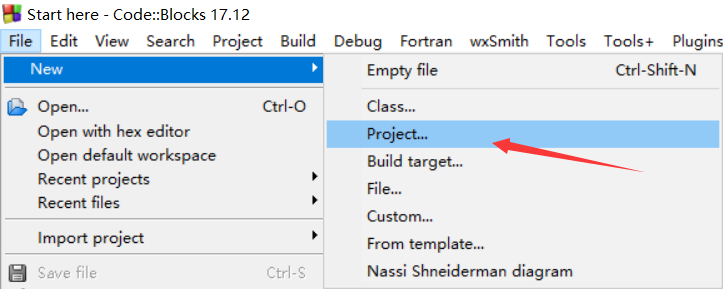 Start here - Code::Blocks 17.12
File Edit View Search Project Build Debug Fortran wxSmith Tools Tools+ Plugins
New
Empty file Ctrl-Shift-N
Open... Ctrl-O
Class...
Open with hex editor
Project...
Open default workspace
Build target...
Recent projects
File...
Recent files
Custom...
Import project
From template...
Save file Ctrl-S
Nassi Shneiderman diagram